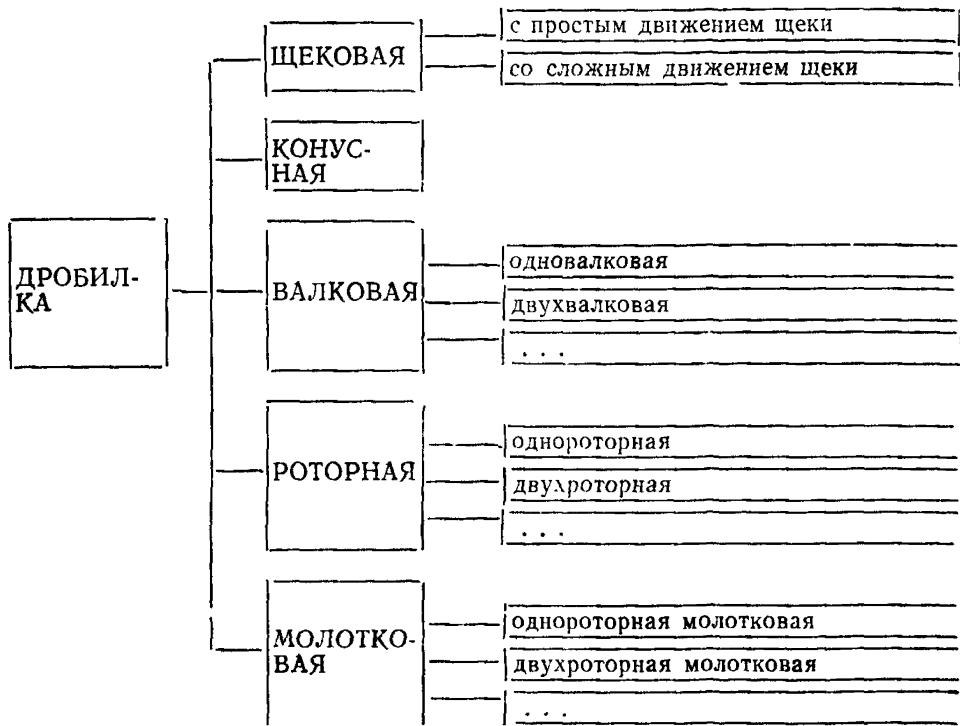 с простым движением щеки
ЩЕКОВАЯ
со сложным движением щеки
КОНУС-
НАЯ
ДРОБИЛ-
КА
ВАЛКОВАЯ
одновалковая
двухвалковая
. . .
РОТОРНАЯ
однороторная
двухроторная
. . .
МОЛОТКО-
ВАЯ
однороторная молотковая
двухроторная молотковая
. . .